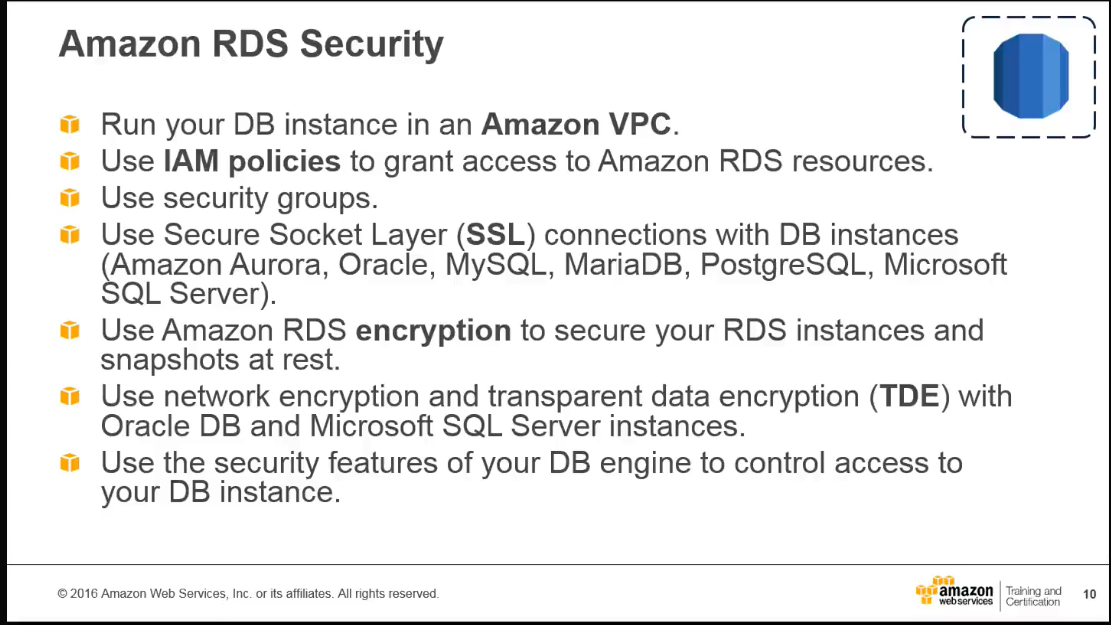 Amazon RDS Security
Run your DB instance in an Amazon VPC.
Use IAM policies to grant access to Amazon RDS resources.
Use security groups.
Use Secure Socket Layer (SSL) connections with DB instances
(Amazon Aurora, Oracle, MySQL, MariaDB, PostgreSQL, Microsoft
SQL Server).
Use Amazon RDS encryption to secure your RDS instances and
snapshots at rest.
Use network encryption and transparent data encryption (TDE) with
Oracle DB and Microsoft SQL Server instances.
Use the security features of your DB engine to control access to
your DB instance.
© 2016 Amazon Web Services, Inc. or its affiliates. All rights reserved.
amazon
web services
Training and
Certification
10